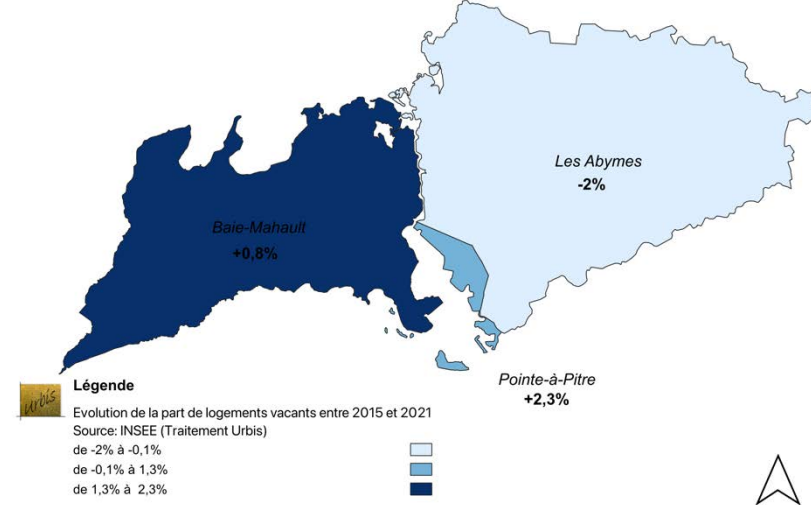 Les Abymes
-2%
Baie-Mahault
+0,8%
Pointe-à-Pitre
+2,3%
urbis
Légende
Evolution de la part de logements vacants entre 2015 et 2021
Source: INSEE (Traitement Urbis)
de -2% à -0,1%
de -0,1% à 1,3%
de 1,3% à 2,3%